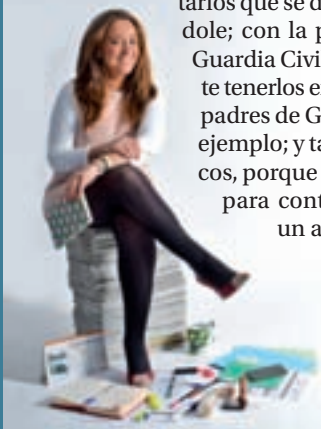 tarios que se d
dole; con la p
Guardia Civi
te tenerlos e
padres de G
ejemplo; y ta
cos, porque
para cont
un a